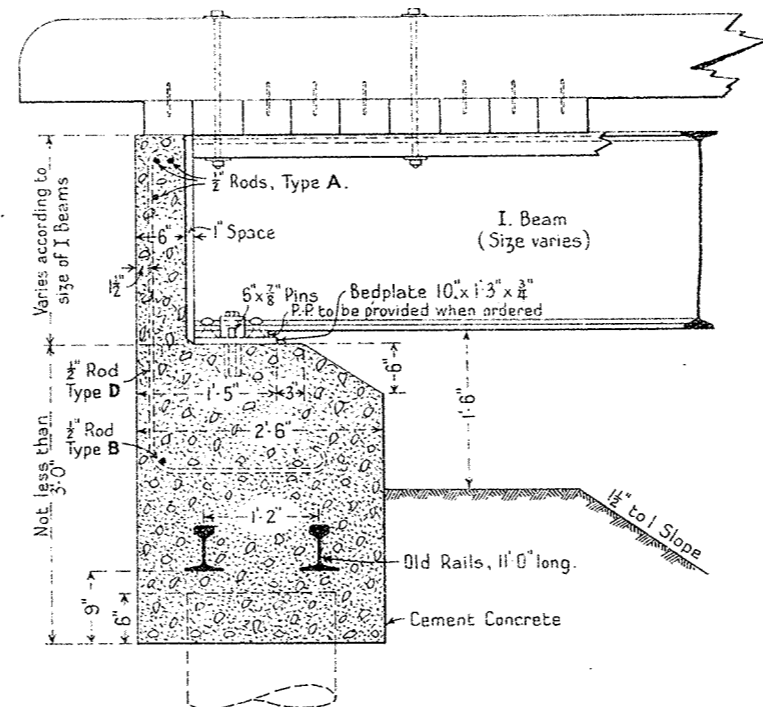 Varies according to
size of I Beams
½" Rods, Type A.
6"
1" Space
1½"
I. Beam
(Size varies)
6" x ⅞ Pins
Bedplate 10" x 1'·3" x ¾"
P.P to be provided when ordered
½" Rod
Type D
1'·5"
3"
6"
1'·6"
2'·6"
½" Rod
Type B
Not less than
3'·0"
1'·2"
1½" to 1 Slope
Old Rails, 11'·0" long.
9"
6"
Cement Concrete